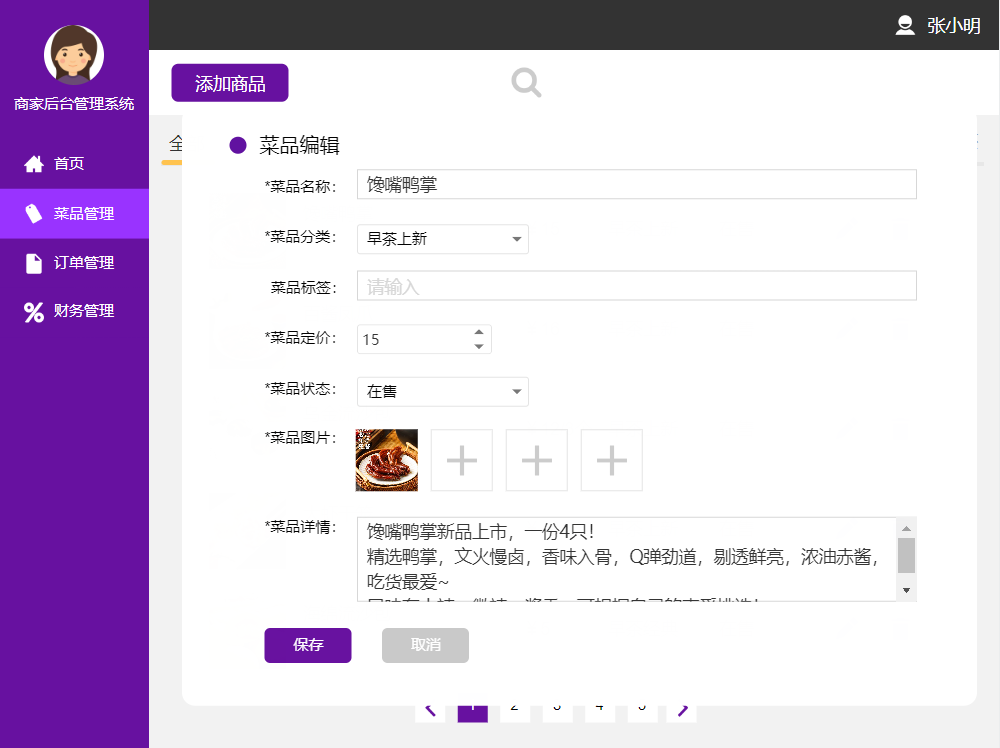 张小明
商家后台管理系统
首页
菜品管理
订单管理
财务管理
添加商品
全
菜品编辑
*菜品名称： 馋嘴鸭掌
*菜品分类： 早茶上新
菜品标签： 请输入
*菜品定价： 15
*菜品状态： 在售
*菜品图片：
*菜品详情：
馋嘴鸭掌新品上市，一份4只！
精选鸭掌，文火慢卤，香味入骨，Q弹劲道，剔透鲜亮，浓油赤酱，
吃货最爱~
保存 取消
1 2 3 4 5